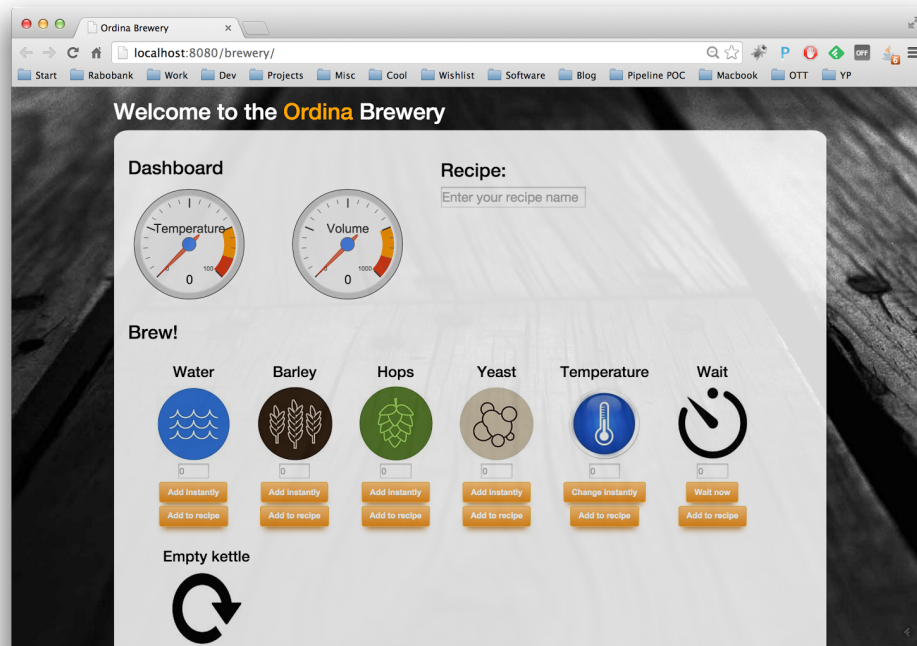 Ordina Brewery
localhost:8080/brewery/
OFF
6
Start Rabobank Work Dev Projects Misc Cool Wishlist Software Blog Pipeline POC Macbook OTT YP
Welcome to the Ordina Brewery
Dashboard
Recipe:
Enter your recipe name
Temperature
0 100
0
Volume
0 1000
0
Brew!
Water Barley Hops Yeast Temperature Wait
0 0 0 0 0 0
Add instantly Add instantly Add instantly Add instantly Change instantly Wait now
Add to recipe Add to recipe Add to recipe Add to recipe Add to recipe Add to recipe
Empty kettle